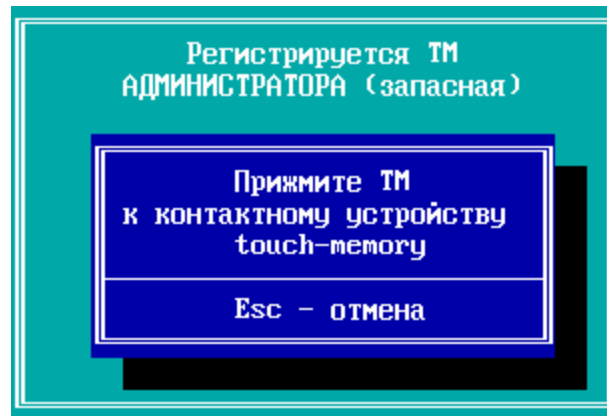 Регистрируется ТМ
АДМИНИСТРАТОРА (запасная)
Прижмите ТМ
к контактному устройству
touch-memory
Esc - отмена